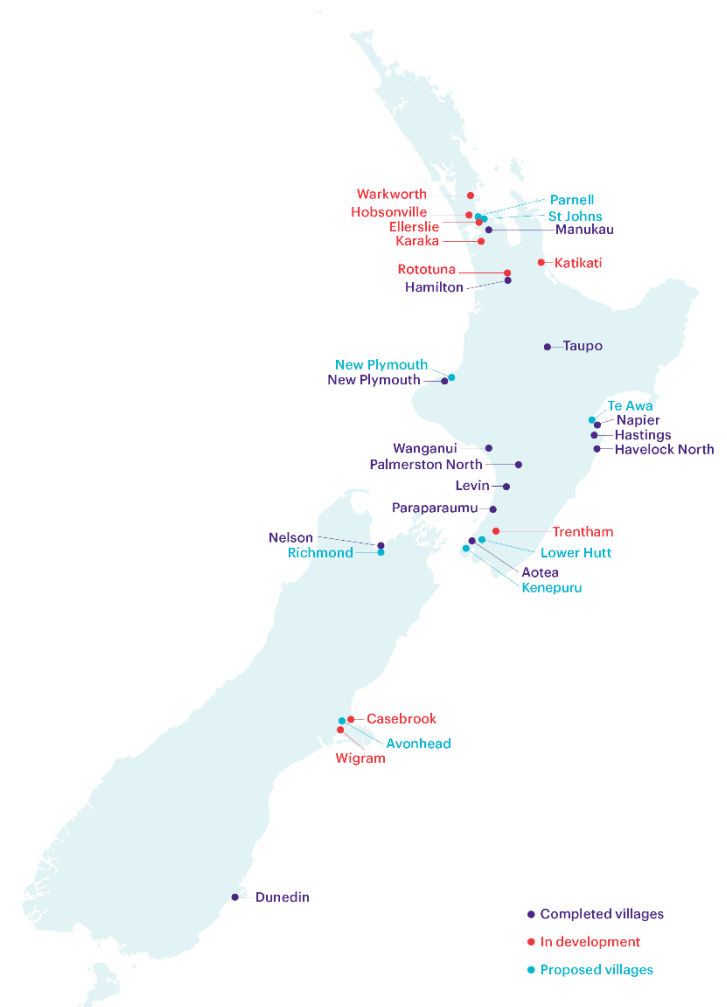 Warkworth
Parnell
Hobsonville
St Johns
Ellerslie
Manukau
Karaka
Katikati
Rototuna
Hamilton
Taupo
New Plymouth
New Plymouth
Te Awa
Napier
Hastings
Wanganui
Havelock North
Palmerston North
Levin
Paraparaumu
Trentham
Nelson
Richmond
Lower Hutt
Aotea
Kenepuru
Casebrook
Avonhead
Wigram
Dunedin
Completed villages
In development
Proposed villages